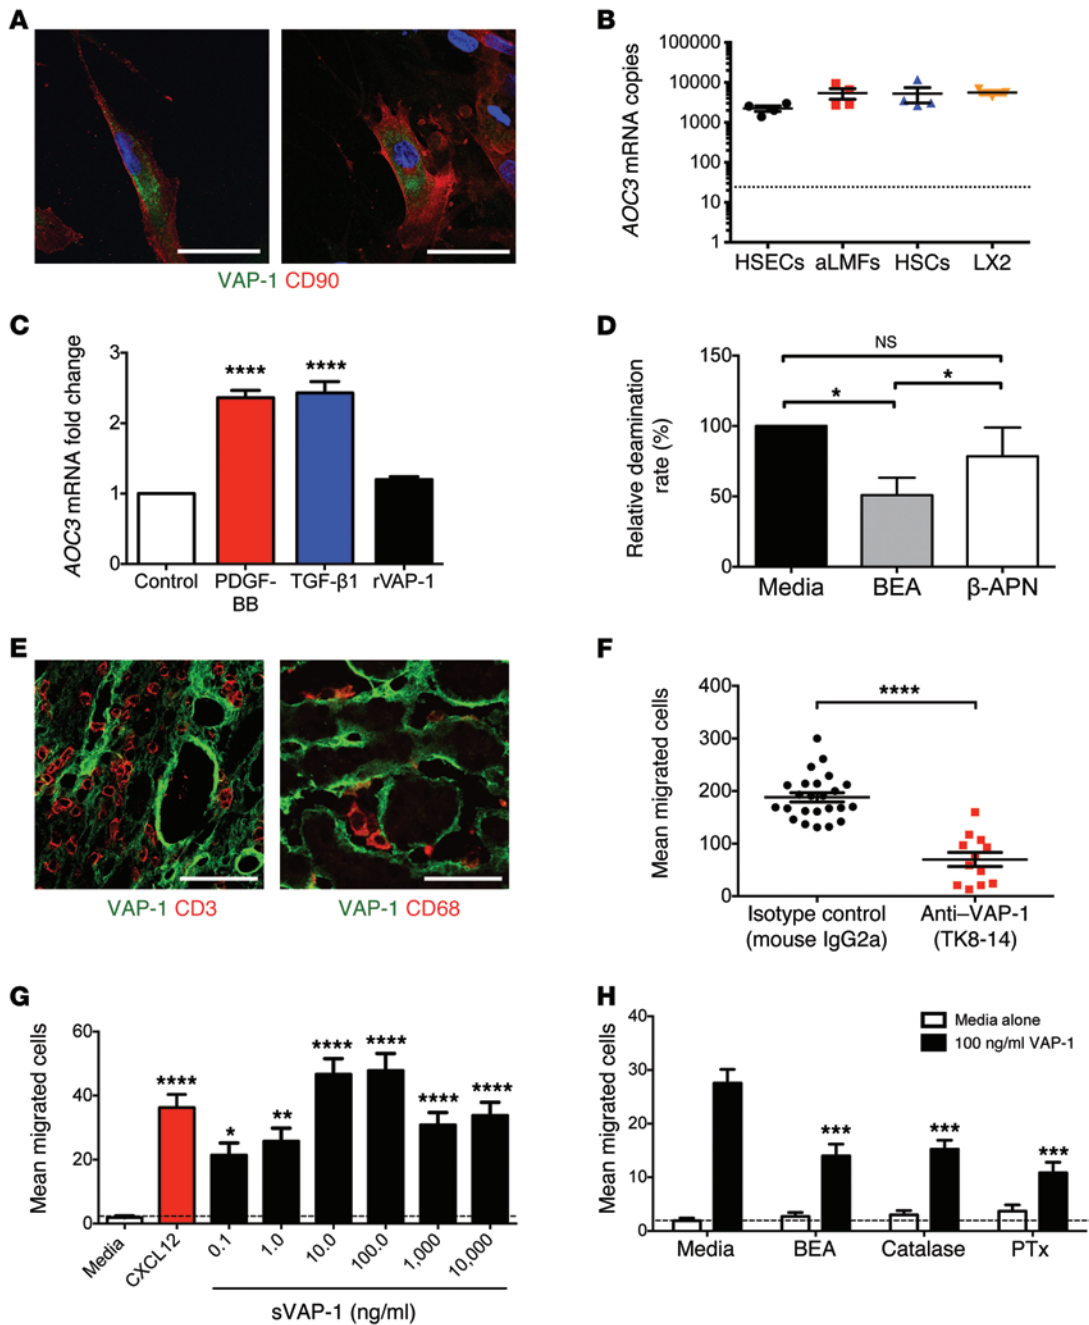 A
VAP-1 CD90
B
AOC3 mRNA copies
100000
10000
1000
100
10
1
HSECs aLMFs HSCs LX2
C
AOC3 mRNA fold change
3
2
1
0
****
****
Control PDGF-BB TGF-β1 rVAP-1
D
Relative deamination
rate (%)
150
100
50
0
NS
*
*
Media BEA β-APN
E
VAP-1 CD3
VAP-1 CD68
F
Mean migrated cells
400
300
200
100
0
****
Isotype control
(mouse IgG2a)
Anti–VAP-1
(TK8-14)
G
Mean migrated cells
60
40
20
0
****
*
**
****
****
****
****
Media CXCL12 0.1 1.0 10.0 100.0 1,000 10,000
sVAP-1 (ng/ml)
H
Mean migrated cells
40
30
20
10
0
Media alone
100 ng/ml VAP-1
***
***
***
Media BEA Catalase PTx